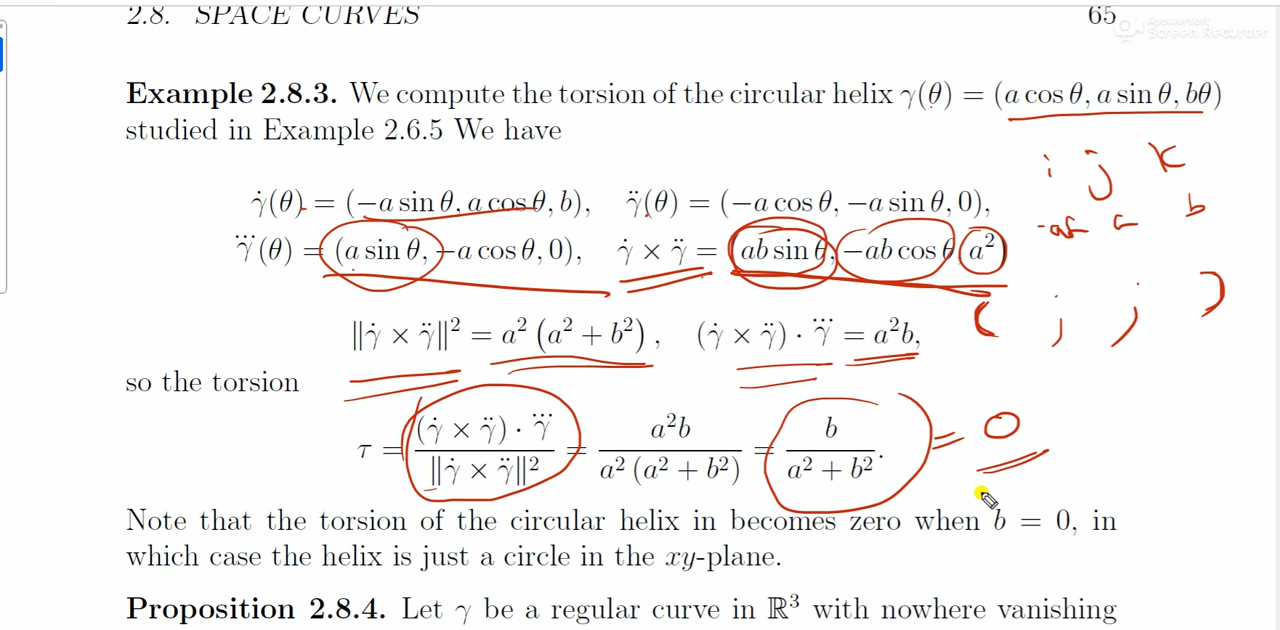 2.8. SPACE CURVES 65
Apowersoft
Screen Recorder
Example 2.8.3. We compute the torsion of the circular helix γ(θ) = (a cos θ, a sin θ, bθ)
studied in Example 2.6.5 We have
i j k
γ̇(θ) = (−a sin θ, a cos θ, b), γ̈(θ) = (−a cos θ, −a sin θ, 0),
b
γ⃛(θ) = (a sin θ, −a cos θ, 0), γ̇ × γ̈ = (ab sin θ, −ab cos θ, a²)
( , , )
‖γ̇ × γ̈‖² = a² (a² + b²), (γ̇ × γ̈) · γ⃛ = a²b,
so the torsion
τ = (γ̇ × γ̈) · γ⃛ / ‖γ̇ × γ̈‖² = a²b / a² (a² + b²) = b / a² + b². = 0
Note that the torsion of the circular helix in becomes zero when b = 0, in
which case the helix is just a circle in the xy-plane.
Proposition 2.8.4. Let γ be a regular curve in ℝ³ with nowhere vanishing